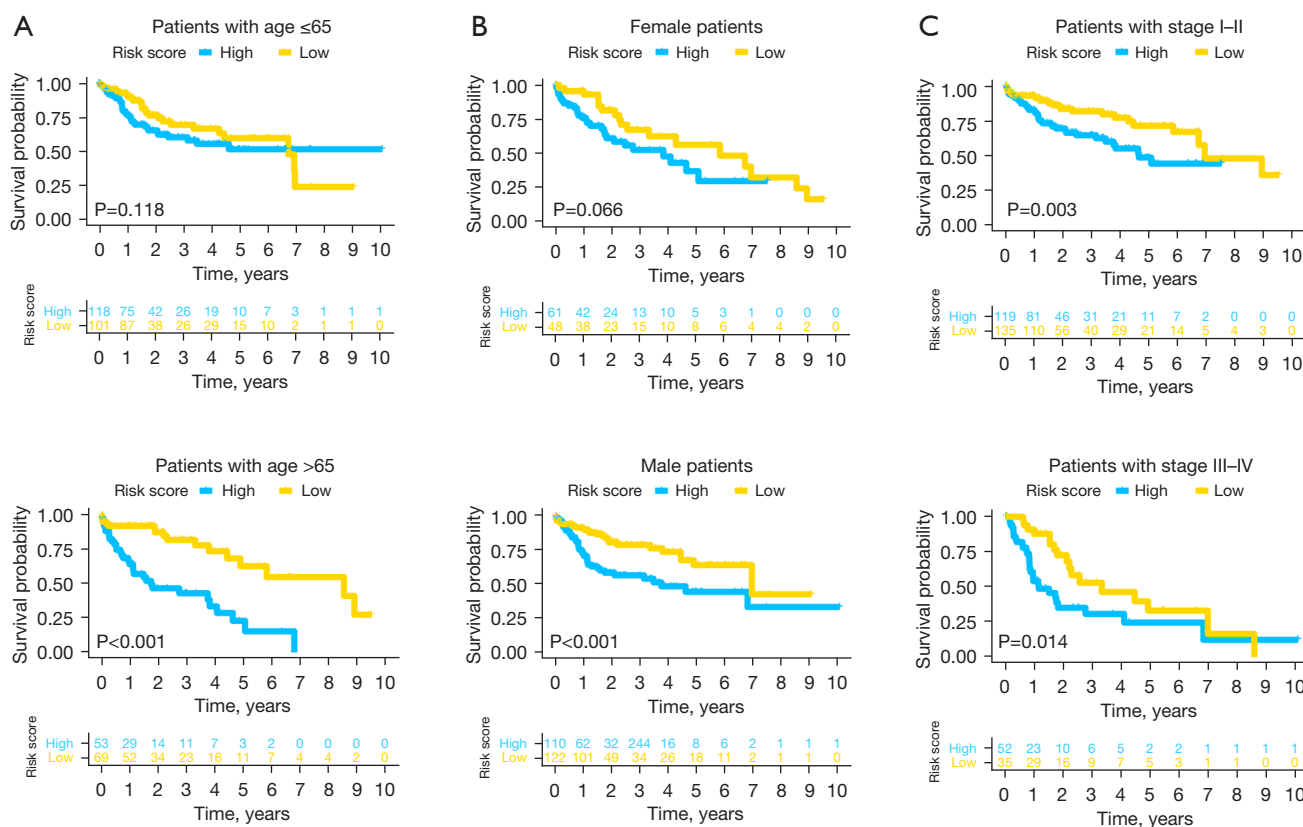 A
Patients with age ≤65
Risk score High Low
Survival probability
1.00
0.75
0.50
0.25
0.00
P=0.118
0 1 2 3 4 5 6 7 8 9 10
Time, years
Risk score
High 118 75 42 26 19 10 7 3 1 1 1
Low 101 87 38 26 29 15 10 2 1 1 0
0 1 2 3 4 5 6 7 8 9 10
Time, years
Patients with age >65
Risk score High Low
Survival probability
1.00
0.75
0.50
0.25
0.00
P<0.001
0 1 2 3 4 5 6 7 8 9 10
Time, years
Risk score
High 53 29 14 11 7 3 2 0 0 0 0
Low 69 52 34 23 16 11 7 4 4 2 0
0 1 2 3 4 5 6 7 8 9 10
Time, years
B
Female patients
Risk score High Low
Survival probability
1.00
0.75
0.50
0.25
0.00
P=0.066
0 1 2 3 4 5 6 7 8 9 10
Time, years
Risk score
High 61 42 24 13 10 5 3 1 0 0 0
Low 48 38 23 15 10 8 6 4 4 2 0
0 1 2 3 4 5 6 7 8 9 10
Time, years
Male patients
Risk score High Low
Survival probability
1.00
0.75
0.50
0.25
0.00
P<0.001
0 1 2 3 4 5 6 7 8 9 10
Time, years
Risk score
High 110 62 32 244 16 8 6 2 1 1 1
Low 122 101 49 34 26 18 11 2 1 1 0
0 1 2 3 4 5 6 7 8 9 10
Time, years
C
Patients with stage I–II
Risk score High Low
Survival probability
1.00
0.75
0.50
0.25
0.00
P=0.003
0 1 2 3 4 5 6 7 8 9 10
Time, years
Risk score
High 119 81 46 31 21 11 7 2 0 0 0
Low 135 110 56 40 29 21 14 5 4 3 0
0 1 2 3 4 5 6 7 8 9 10
Time, years
Patients with stage III–IV
Risk score High Low
Survival probability
1.00
0.75
0.50
0.25
0.00
P=0.014
0 1 2 3 4 5 6 7 8 9 10
Time, years
Risk score
High 52 23 10 6 5 2 2 1 1 1 1
Low 35 29 16 9 7 5 3 1 1 0 0
0 1 2 3 4 5 6 7 8 9 10
Time, years